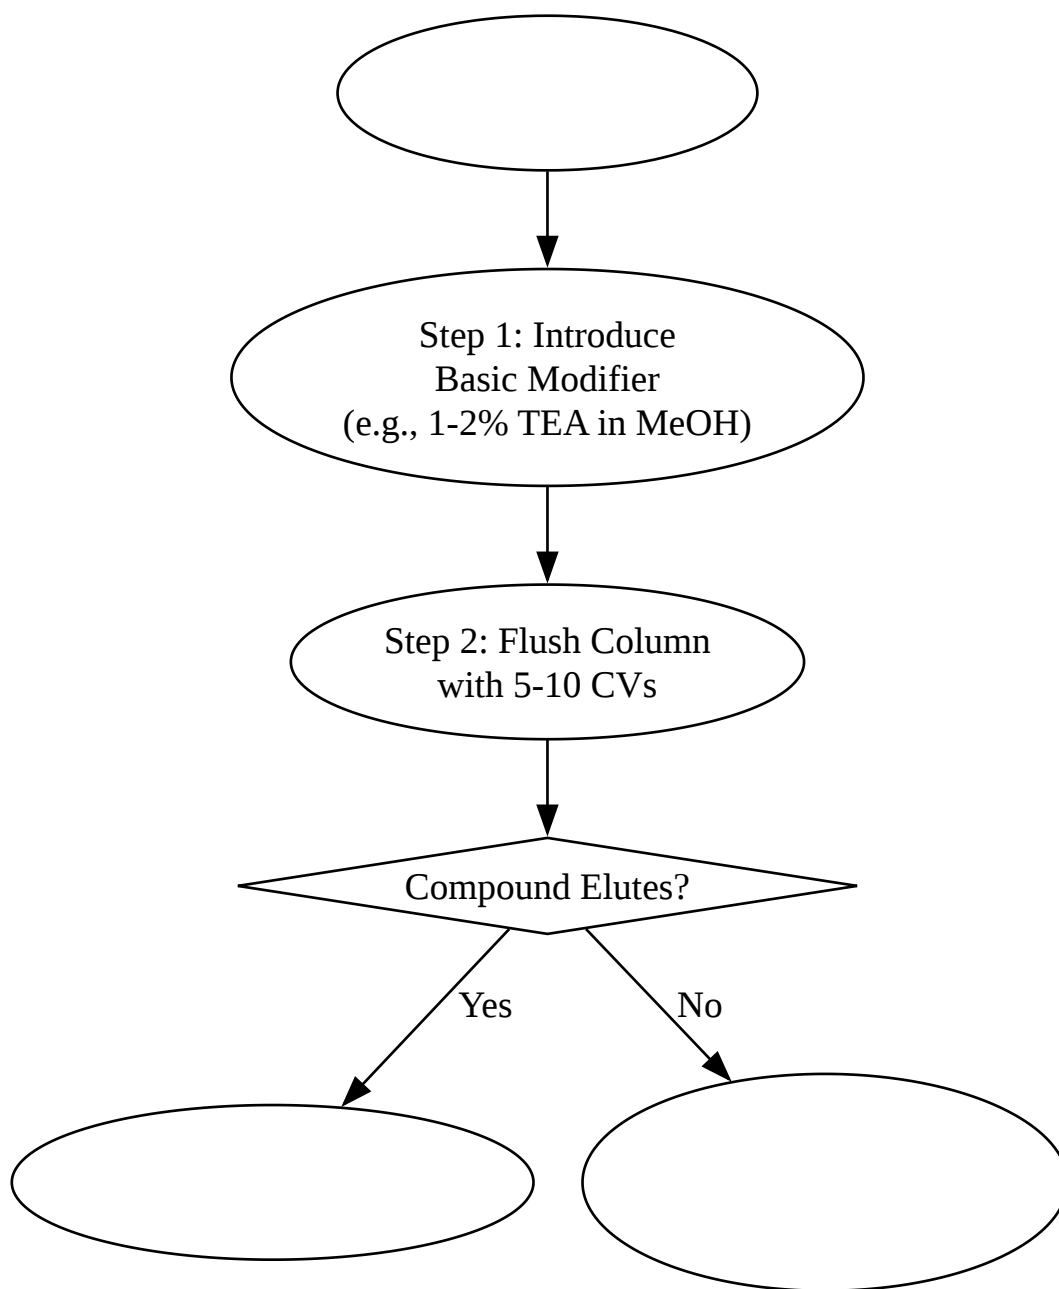 Step 1: Introduce
Basic Modifier
(e.g., 1-2% TEA in MeOH)
Step 2: Flush Column
with 5-10 CVs
Compound Elutes?
Yes
No